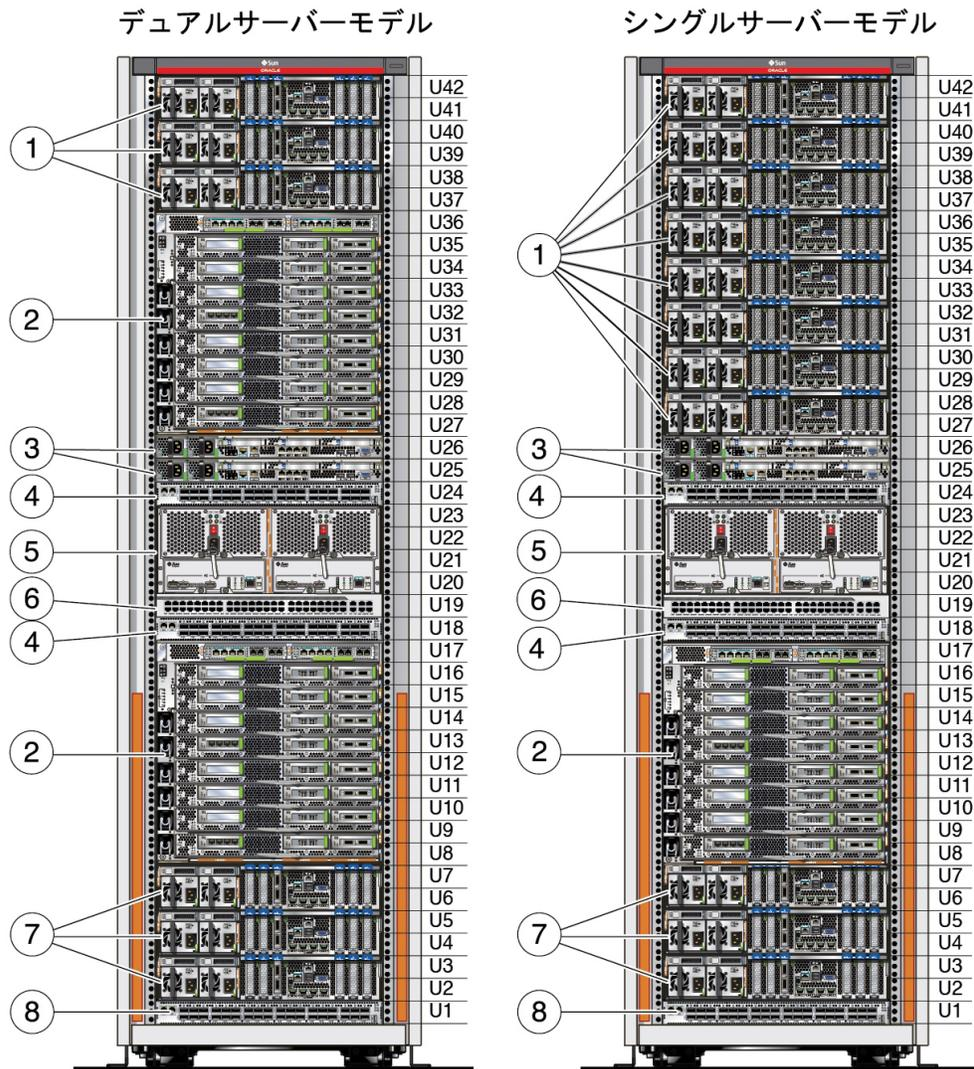 デュアルサーバーモデル
シングルサーバーモデル
Sun
ORACLE
U42
U41
1
U40
U39
U38
U37
U36
U35
U34
U33
2
U32
U31
U30
U29
U28
U27
3
U26
U25
4
U24
U23
U22
5
U21
U20
6
U19
4
U18
U17
U16
U15
U14
2
U13
U12
U11
U10
U9
U8
U7
U6
7
U5
U4
U3
U2
8
U1
Sun
ORACLE
U42
U41
U40
U39
U38
U37
U36
1
U35
U34
U33
U32
U31
U30
U29
U28
U27
3
U26
U25
4
U24
U23
U22
5
U21
U20
6
U19
4
U18
U17
U16
U15
U14
2
U13
U12
U11
U10
U9
U8
U7
U6
7
U5
U4
U3
U2
8
U1